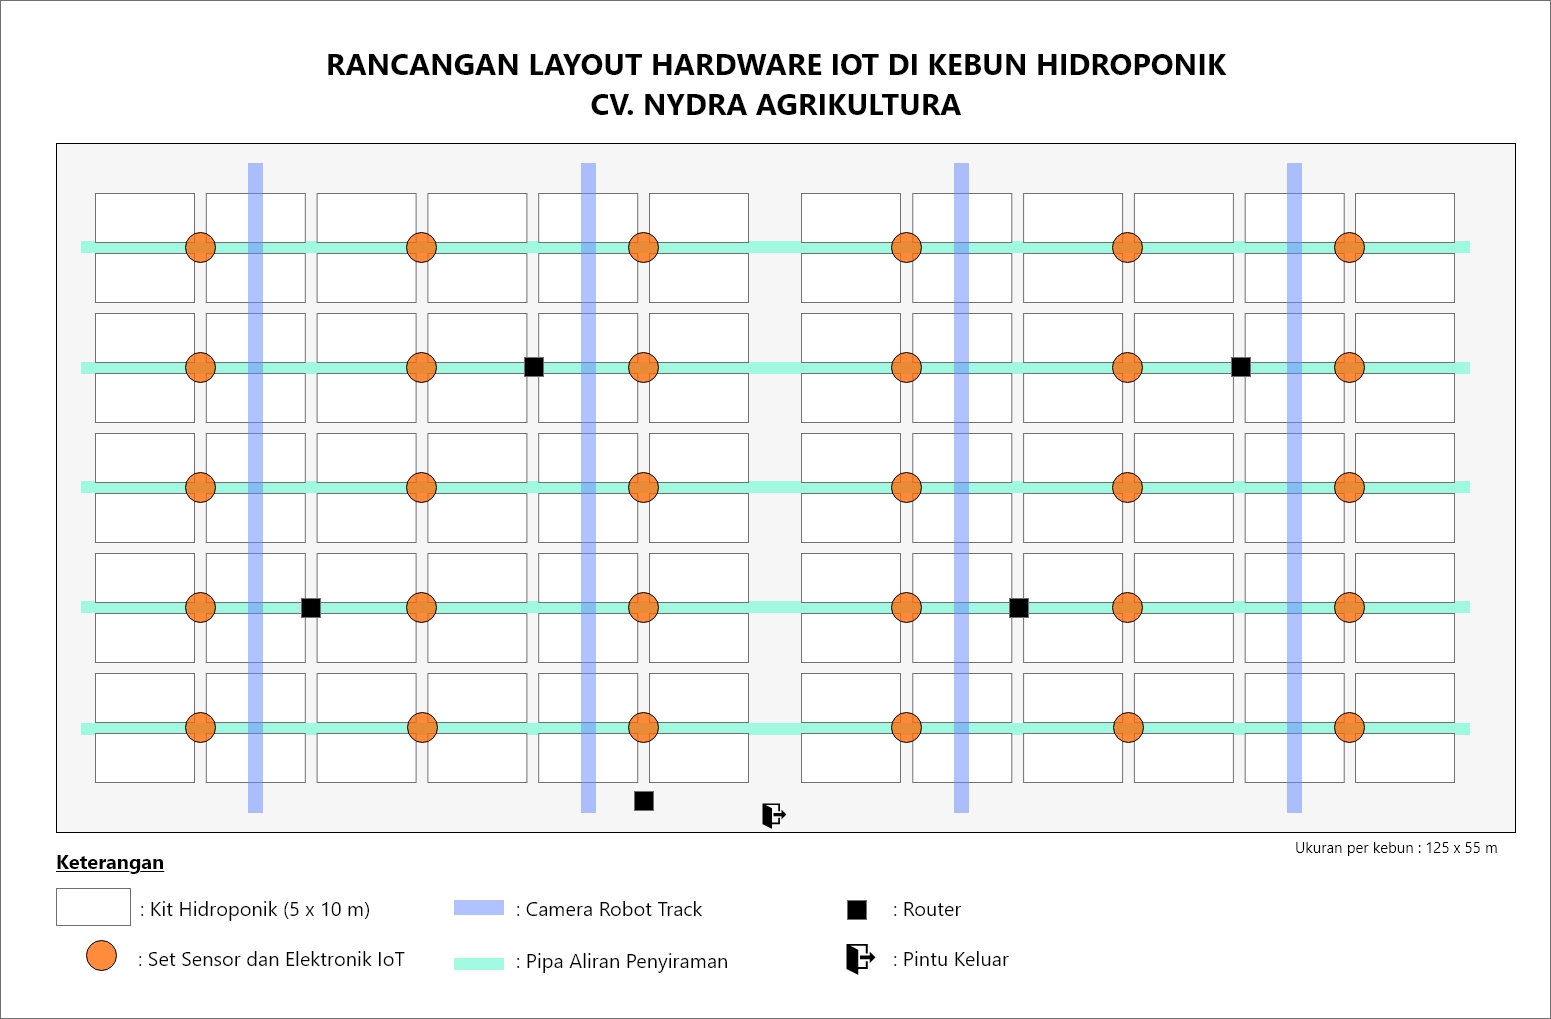 RANCANGAN LAYOUT HARDWARE IOT DI KEBUN HIDROPONIK
CV. NYDRA AGRIKULTURA
Ukuran per kebun : 125 x 55 m
Keterangan
: Kit Hidroponik (5 x 10 m)
: Camera Robot Track
: Router
: Set Sensor dan Elektronik IoT
: Pipa Aliran Penyiraman
: Pintu Keluar